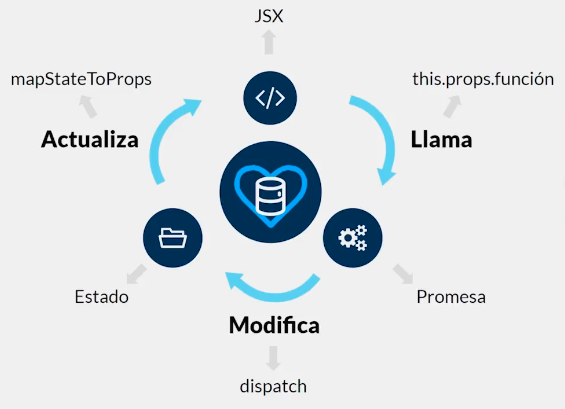 JSX
mapStateToProps
this.props.función
Actualiza
Llama
</>
Estado
Promesa
Modifica
dispatch